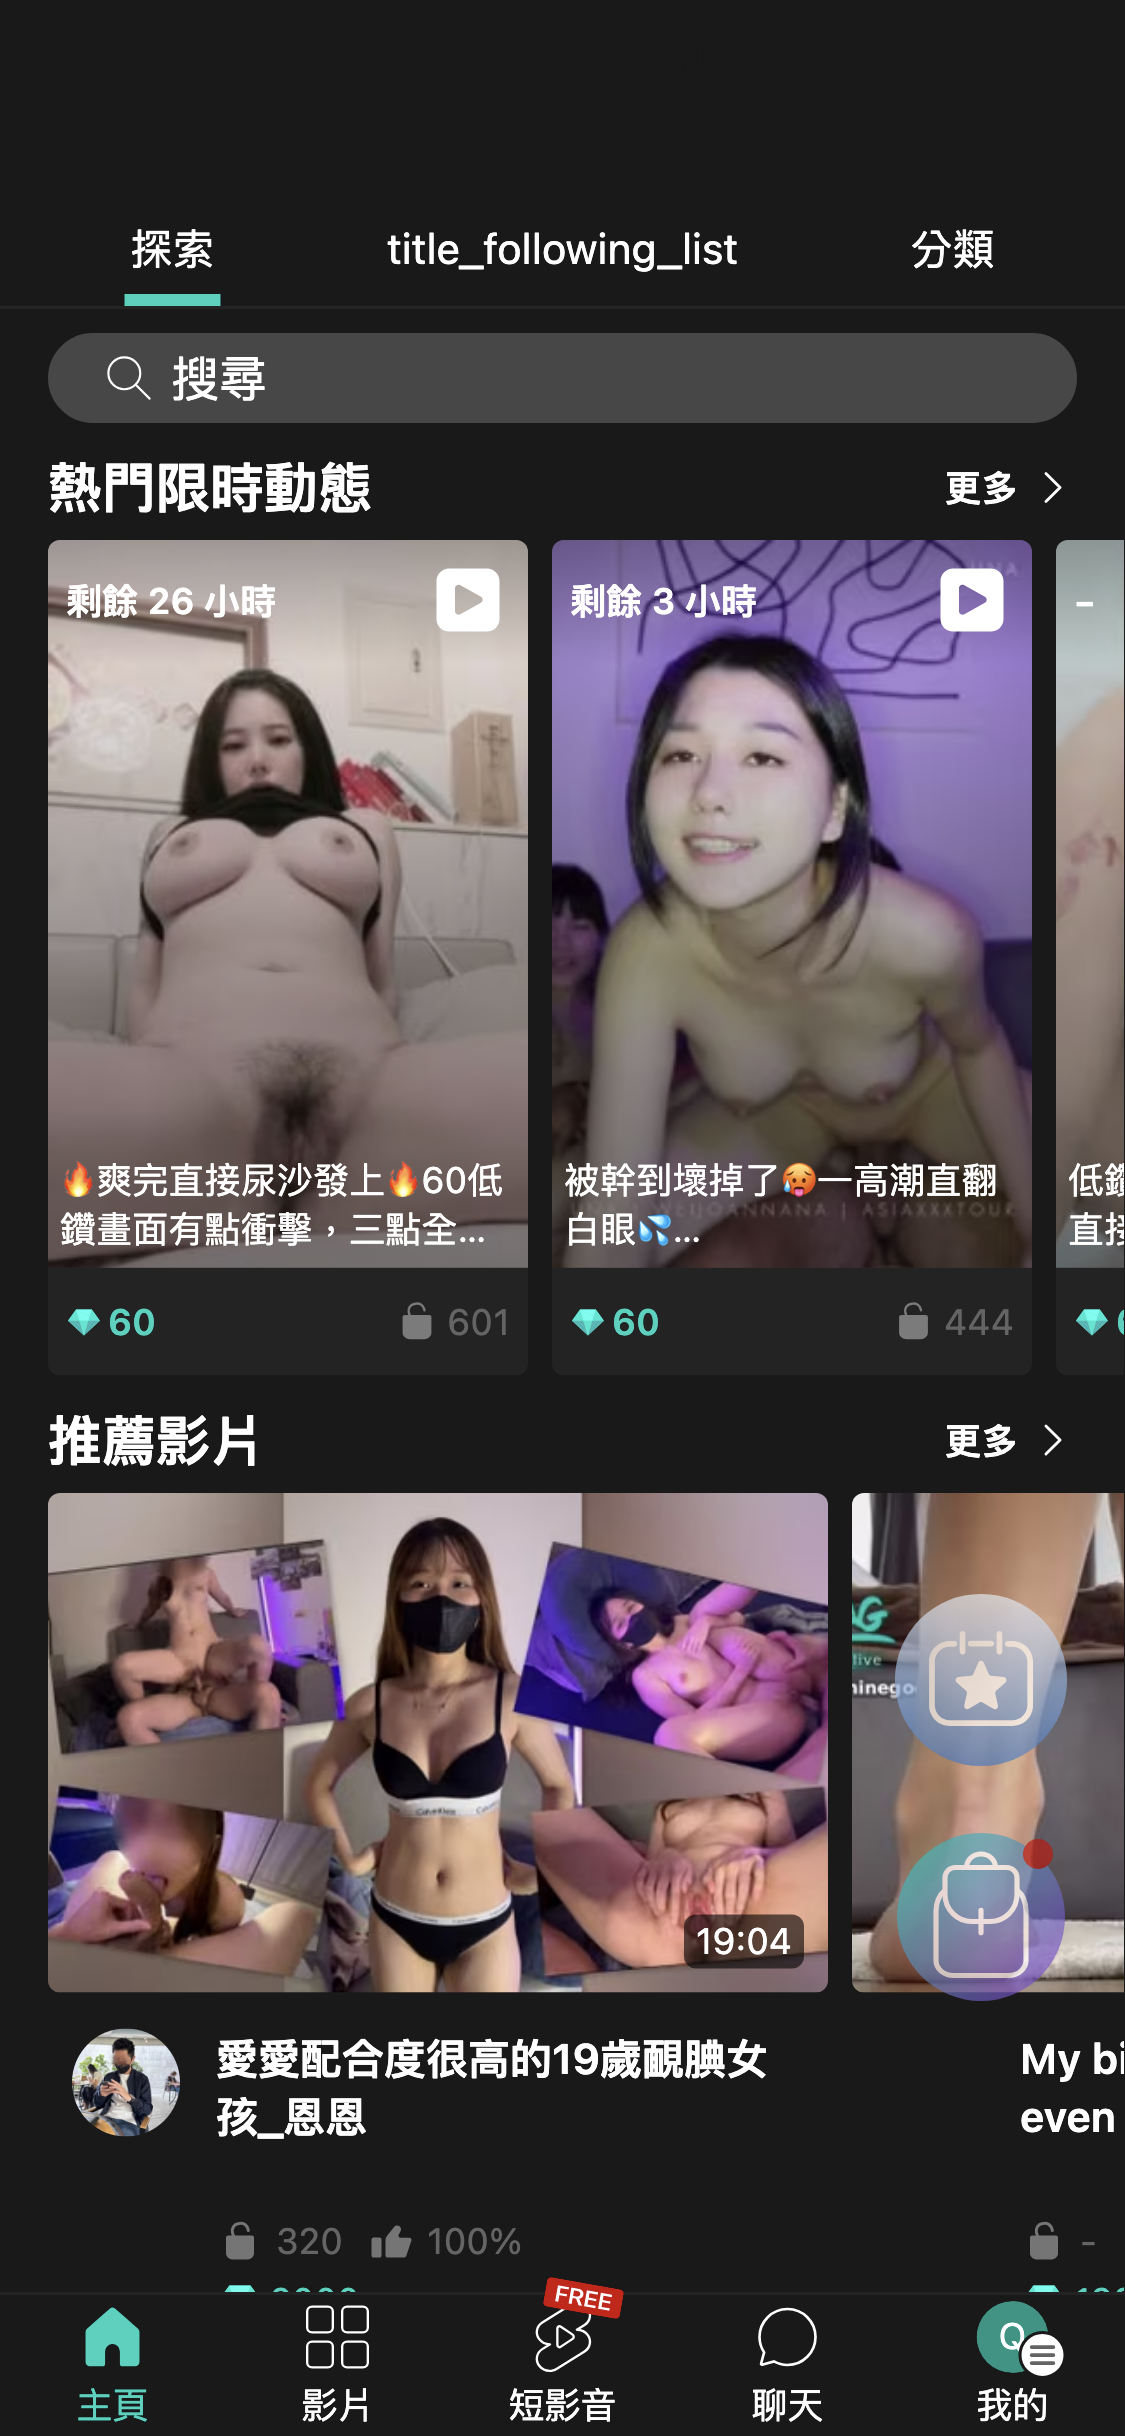 探索
title_following_list
分類
搜尋
熱門限時動態
更多
剩餘 26 小時
🔥爽完直接尿沙發上🔥60低
鑽畫面有點衝擊，三點全...
60
601
剩餘 3 小時
被幹到壞掉了🥵一高潮直翻
白眼💦...
JOANNANA | ASIAXXXTOUR
60
444
-
低鑽
直接
推薦影片
更多
19:04
live
愛愛配合度很高的19歲靦腆女
孩_恩恩
320
100%
My bi
even
-
FREE
主頁
影片
短影音
聊天
Q
我的